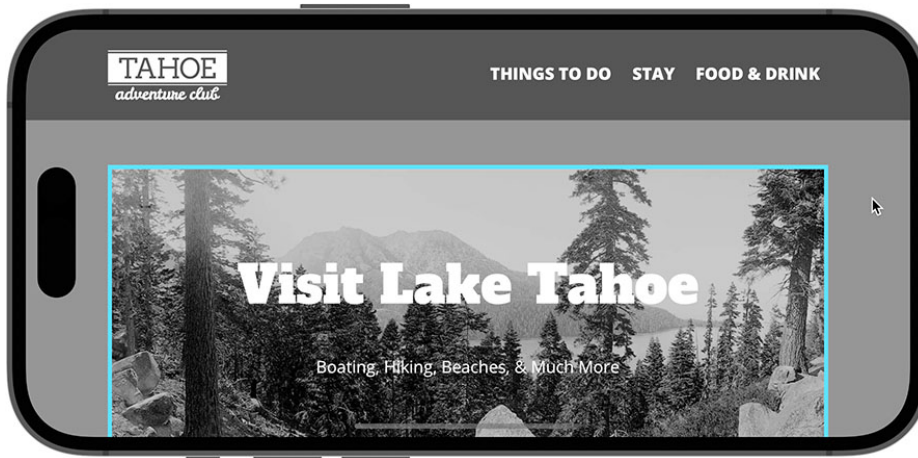 TAHOE
adventure club
THINGS TO DO STAY FOOD & DRINK
Visit Lake Tahoe
Boating, Hiking, Beaches, & Much More